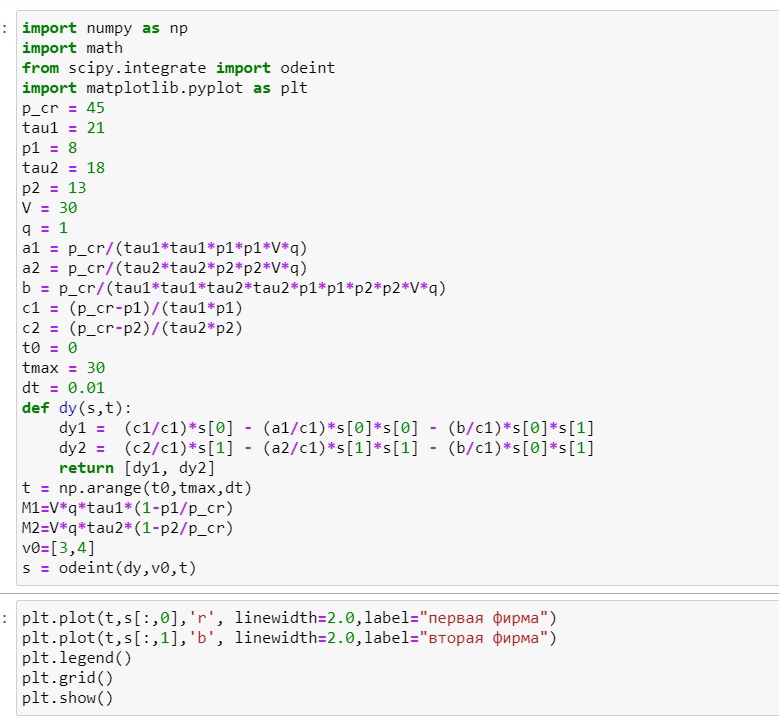 : import numpy as np
import math
from scipy.integrate import odeint
import matplotlib.pyplot as plt
p_cr = 45
tau1 = 21
p1 = 8
tau2 = 18
p2 = 13
V = 30
q = 1
a1 = p_cr/(tau1*tau1*p1*p1*V*q)
a2 = p_cr/(tau2*tau2*p2*p2*V*q)
b = p_cr/(tau1*tau1*tau2*tau2*p1*p1*p2*p2*V*q)
c1 = (p_cr-p1)/(tau1*p1)
c2 = (p_cr-p2)/(tau2*p2)
t0 = 0
tmax = 30
dt = 0.01
def dy(s,t):
    dy1 =  (c1/c1)*s[0] - (a1/c1)*s[0]*s[0] - (b/c1)*s[0]*s[1]
    dy2 =  (c2/c1)*s[1] - (a2/c1)*s[1]*s[1] - (b/c1)*s[0]*s[1]
    return [dy1, dy2]
t = np.arange(t0,tmax,dt)
M1=V*q*tau1*(1-p1/p_cr)
M2=V*q*tau2*(1-p2/p_cr)
v0=[3,4]
s = odeint(dy,v0,t)
: plt.plot(t,s[:,0],'r', linewidth=2.0,label="первая фирма")
plt.plot(t,s[:,1],'b', linewidth=2.0,label="вторая фирма")
plt.legend()
plt.grid()
plt.show()